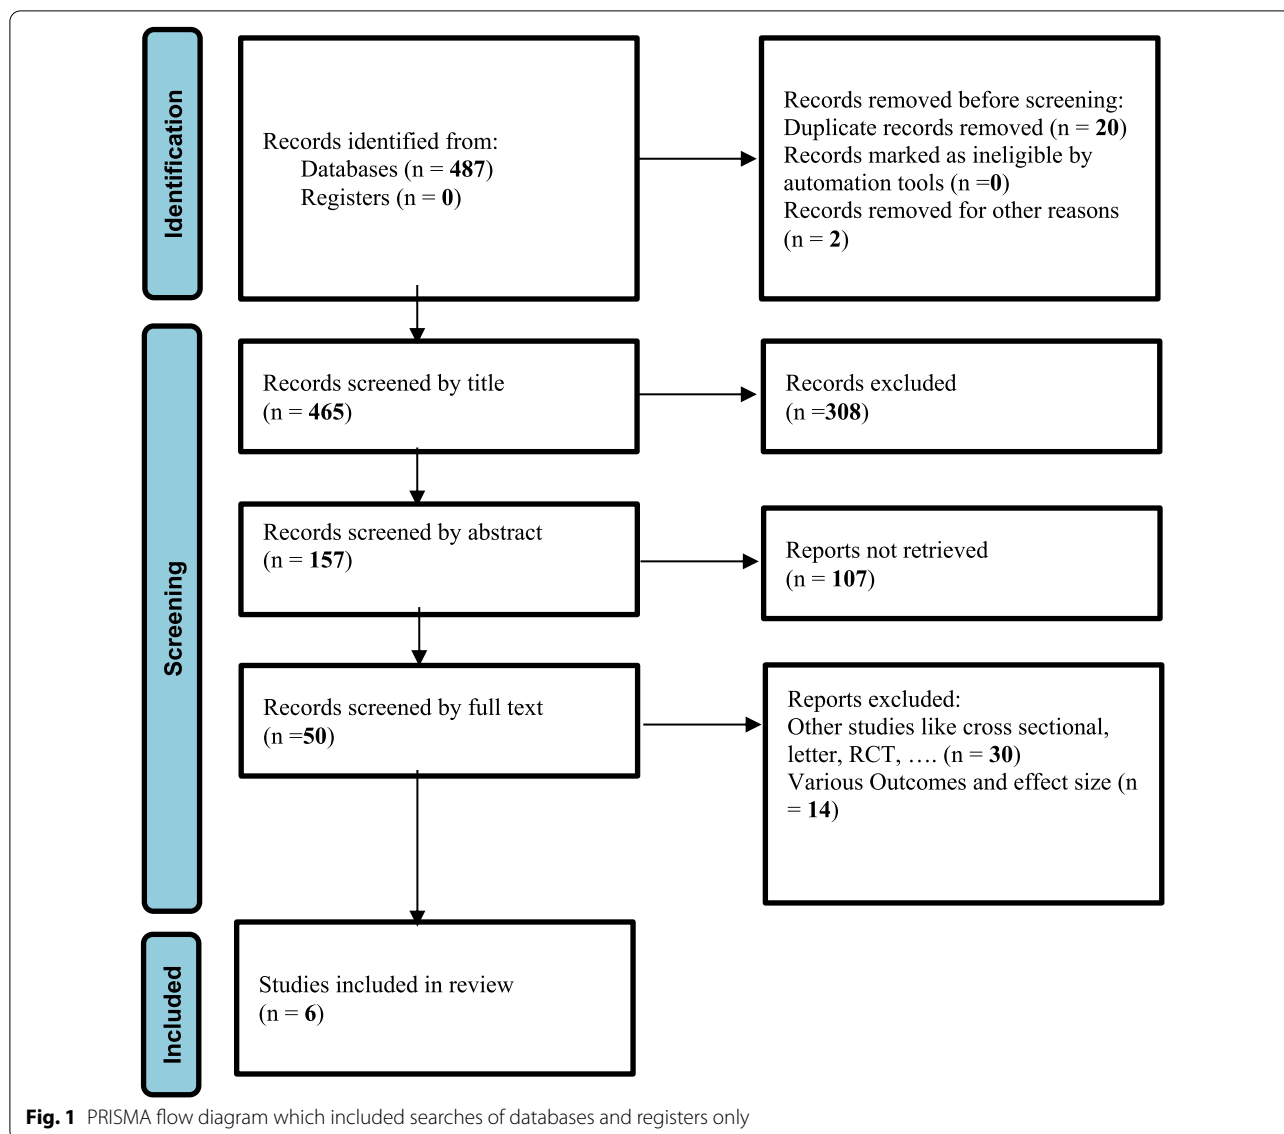 Identification
Records identified from:
Databases (n = 487)
Registers (n = 0)
Records removed before screening:
Duplicate records removed (n = 20)
Records marked as ineligible by
automation tools (n =0)
Records removed for other reasons
(n = 2)
Screening
Records screened by title
(n = 465)
Records excluded
(n =308)
Records screened by abstract
(n = 157)
Reports not retrieved
(n = 107)
Records screened by full text
(n =50)
Reports excluded:
Other studies like cross sectional,
letter, RCT, …. (n = 30)
Various Outcomes and effect size (n
= 14)
Included
Studies included in review
(n = 6)
Fig. 1 PRISMA flow diagram which included searches of databases and registers only